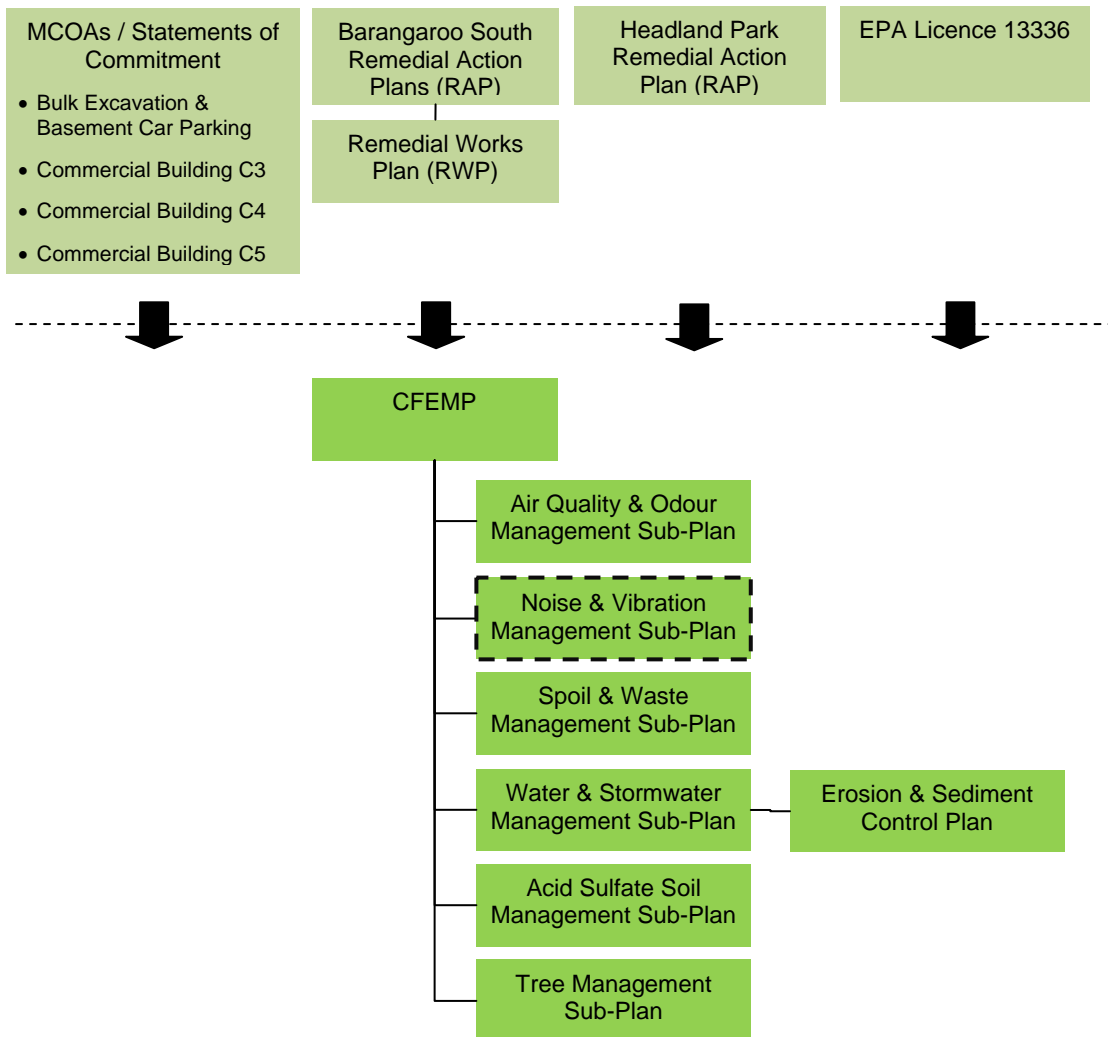 MCOAs / Statements of
Commitment
• Bulk Excavation &
Basement Car Parking
• Commercial Building C3
• Commercial Building C4
• Commercial Building C5
Barangaroo South
Remedial Action
Plans (RAP)
Remedial Works
Plan (RWP)
Headland Park
Remedial Action
Plan (RAP)
EPA Licence 13336
CFEMP
Air Quality & Odour
Management Sub-Plan
Noise & Vibration
Management Sub-Plan
Spoil & Waste
Management Sub-Plan
Water & Stormwater
Management Sub-Plan
Erosion & Sediment
Control Plan
Acid Sulfate Soil
Management Sub-Plan
Tree Management
Sub-Plan